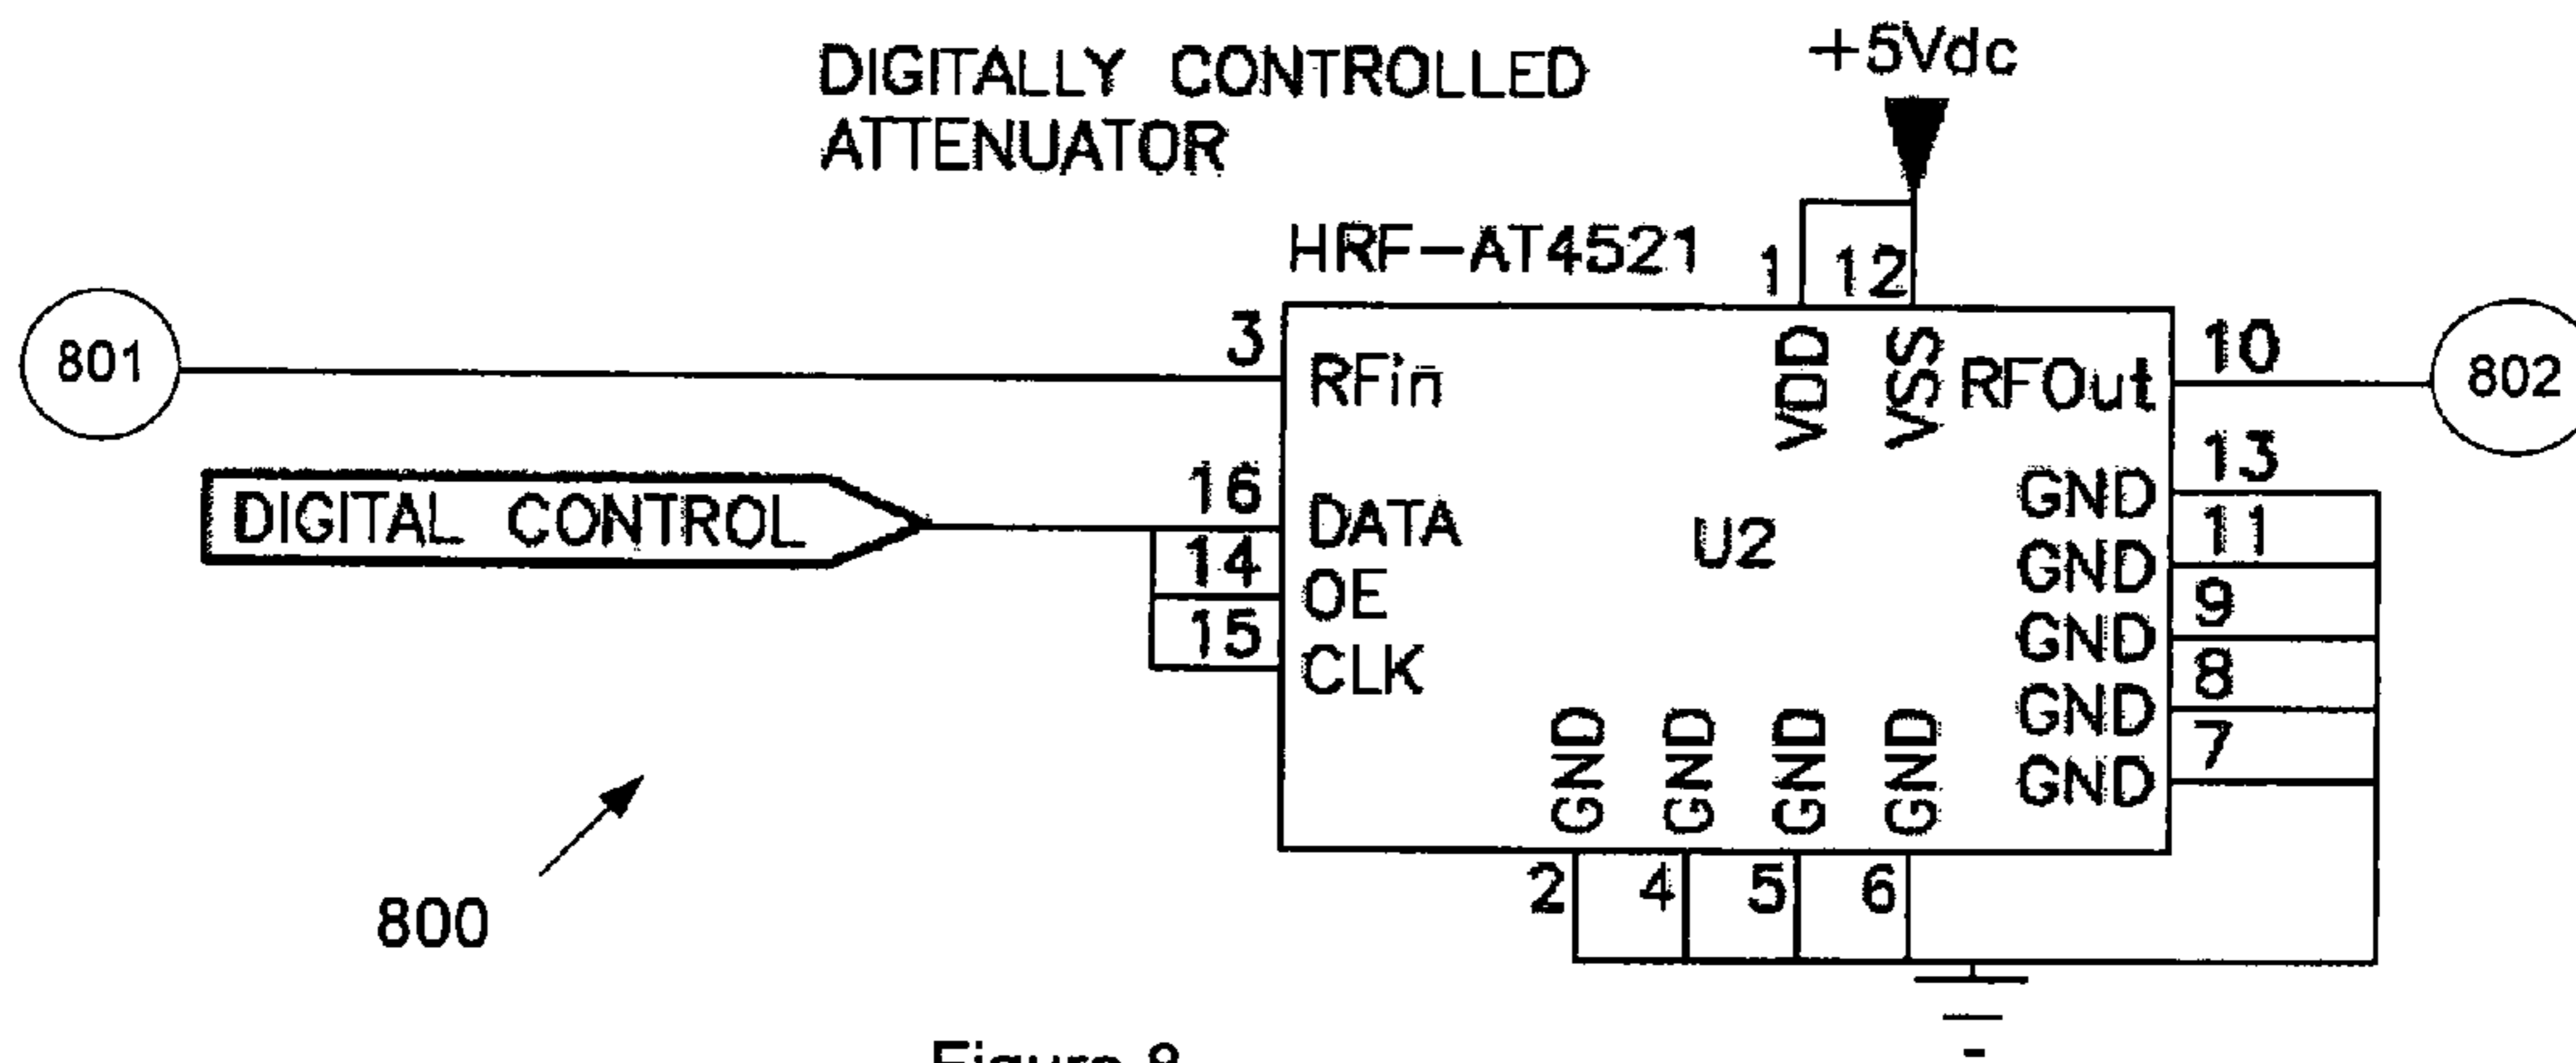 DIGITALLY CONTROLLED
ATTENUATOR
+5Vdc
HRF-AT4521
1
12
801
3
RFin
VDD
VSS
RFOut
10
802
DIGITAL CONTROL
16
DATA
14
OE
15
CLK
U2
GND
13
GND
11
GND
9
GND
8
GND
7
GND
GND
GND
GND
2
4
5
6
800
Figure 8